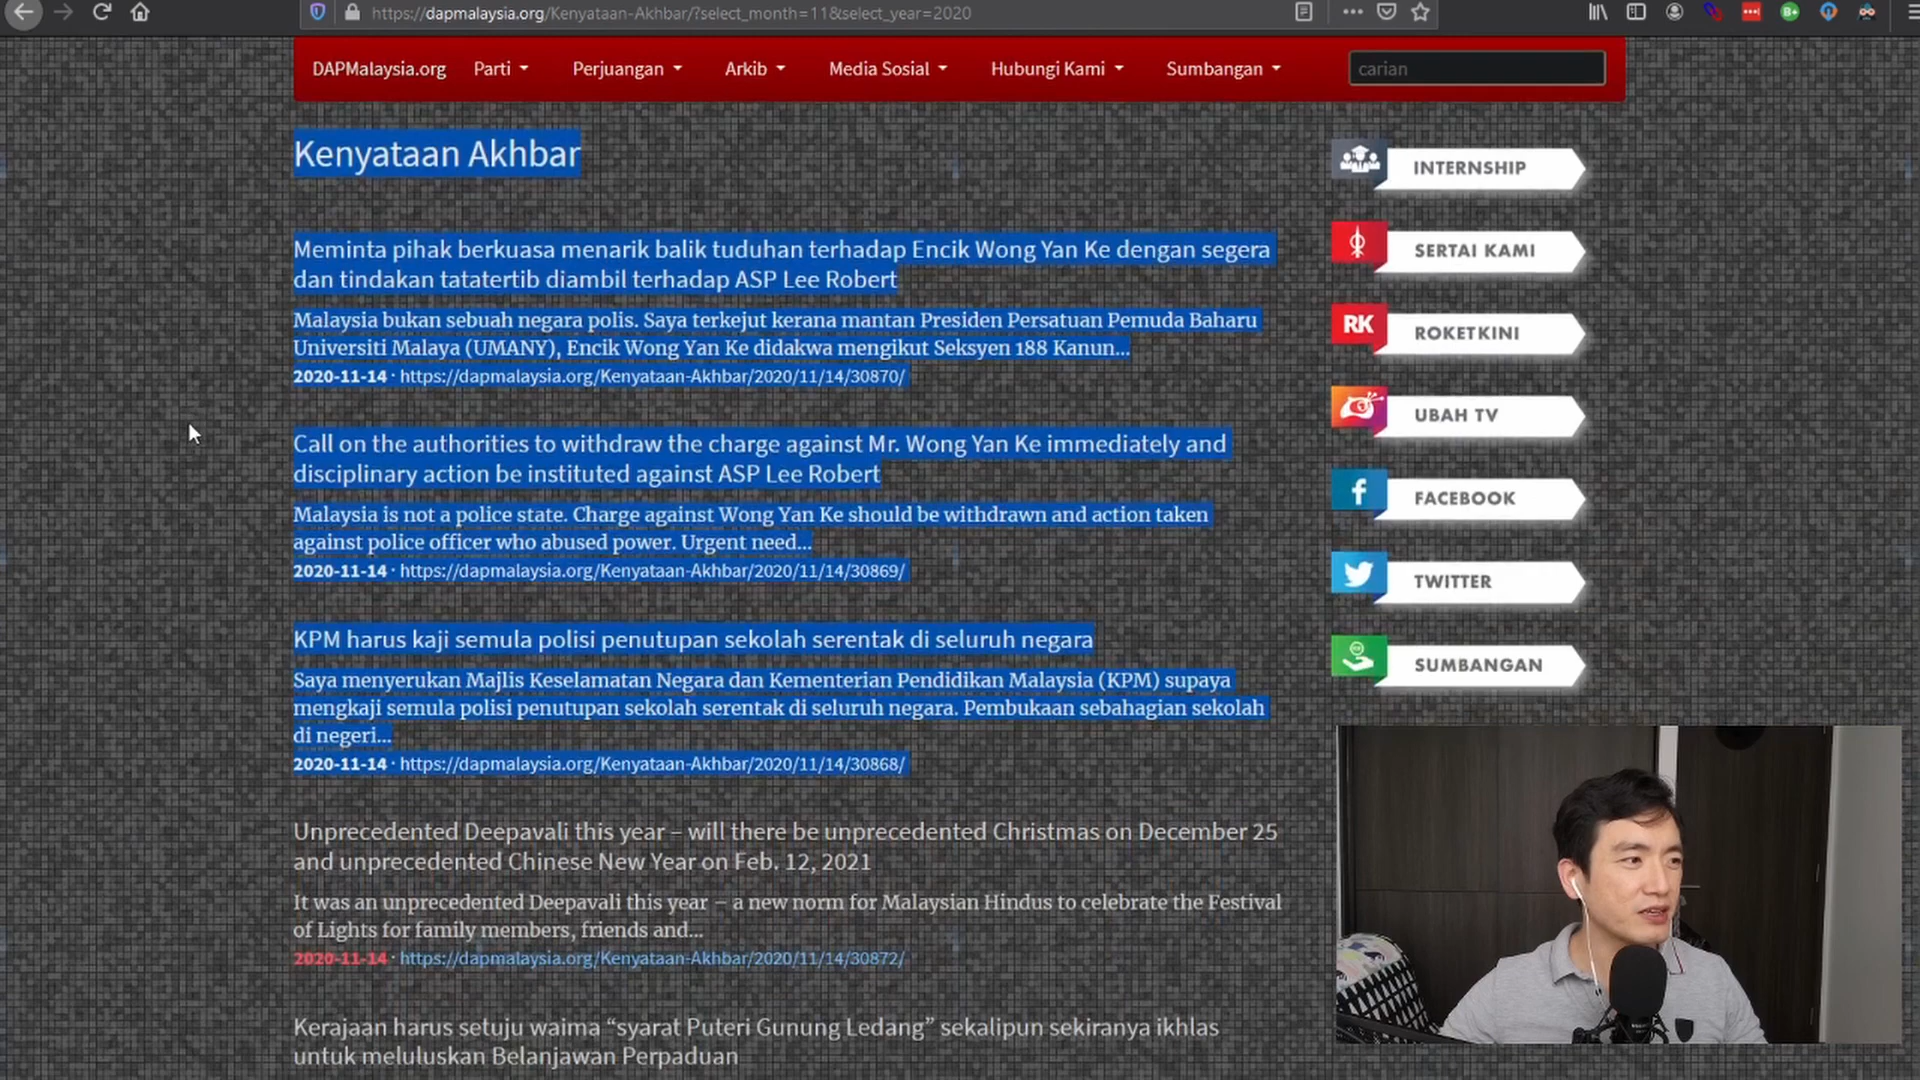 https://dapmalaysia.org/Kenyataan-Akhbar/?select_month=11&select_year=2020
DAPMalaysia.org Parti Perjuangan Arkib Media Sosial Hubungi Kami Sumbangan carian
Kenyataan Akhbar
Meminta pihak berkuasa menarik balik tuduhan terhadap Encik Wong Yan Ke dengan segera
dan tindakan tatatertib diambil terhadap ASP Lee Robert
Malaysia bukan sebuah negara polis. Saya terkejut kerana mantan Presiden Persatuan Pemuda Baharu
Universiti Malaya (UMANY), Encik Wong Yan Ke didakwa mengikut Seksyen 188 Kanun...
2020-11-14 · https://dapmalaysia.org/Kenyataan-Akhbar/2020/11/14/30870/
Call on the authorities to withdraw the charge against Mr. Wong Yan Ke immediately and
disciplinary action be instituted against ASP Lee Robert
Malaysia is not a police state. Charge against Wong Yan Ke should be withdrawn and action taken
against police officer who abused power. Urgent need...
2020-11-14 · https://dapmalaysia.org/Kenyataan-Akhbar/2020/11/14/30869/
KPM harus kaji semula polisi penutupan sekolah serentak di seluruh negara
Saya menyerukan Majlis Keselamatan Negara dan Kementerian Pendidikan Malaysia (KPM) supaya
mengkaji semula polisi penutupan sekolah serentak di seluruh negara. Pembukaan sebahagian sekolah
di negeri...
2020-11-14 · https://dapmalaysia.org/Kenyataan-Akhbar/2020/11/14/30868/
Unprecedented Deepavali this year – will there be unprecedented Christmas on December 25
and unprecedented Chinese New Year on Feb. 12, 2021
It was an unprecedented Deepavali this year – a new norm for Malaysian Hindus to celebrate the Festival
of Lights for family members, friends and...
2020-11-14 · https://dapmalaysia.org/Kenyataan-Akhbar/2020/11/14/30872/
Kerajaan harus setuju waima “syarat Puteri Gunung Ledang” sekalipun sekiranya ikhlas
untuk meluluskan Belanjawan Perpaduan
INTERNSHIP
SERTAI KAMI
RK ROKETKINI
UBAH TV
f FACEBOOK
TWITTER
SUMBANGAN